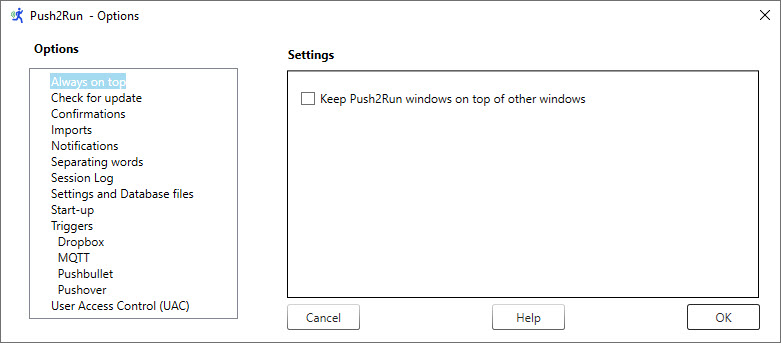 Push2Run - Options
Options
Always on top
Check for update
Confirmations
Imports
Notifications
Separating words
Session Log
Settings and Database files
Start-up
Triggers
Dropbox
MQTT
Pushbullet
Pushover
User Access Control (UAC)
Settings
Keep Push2Run windows on top of other windows
Cancel
Help
OK